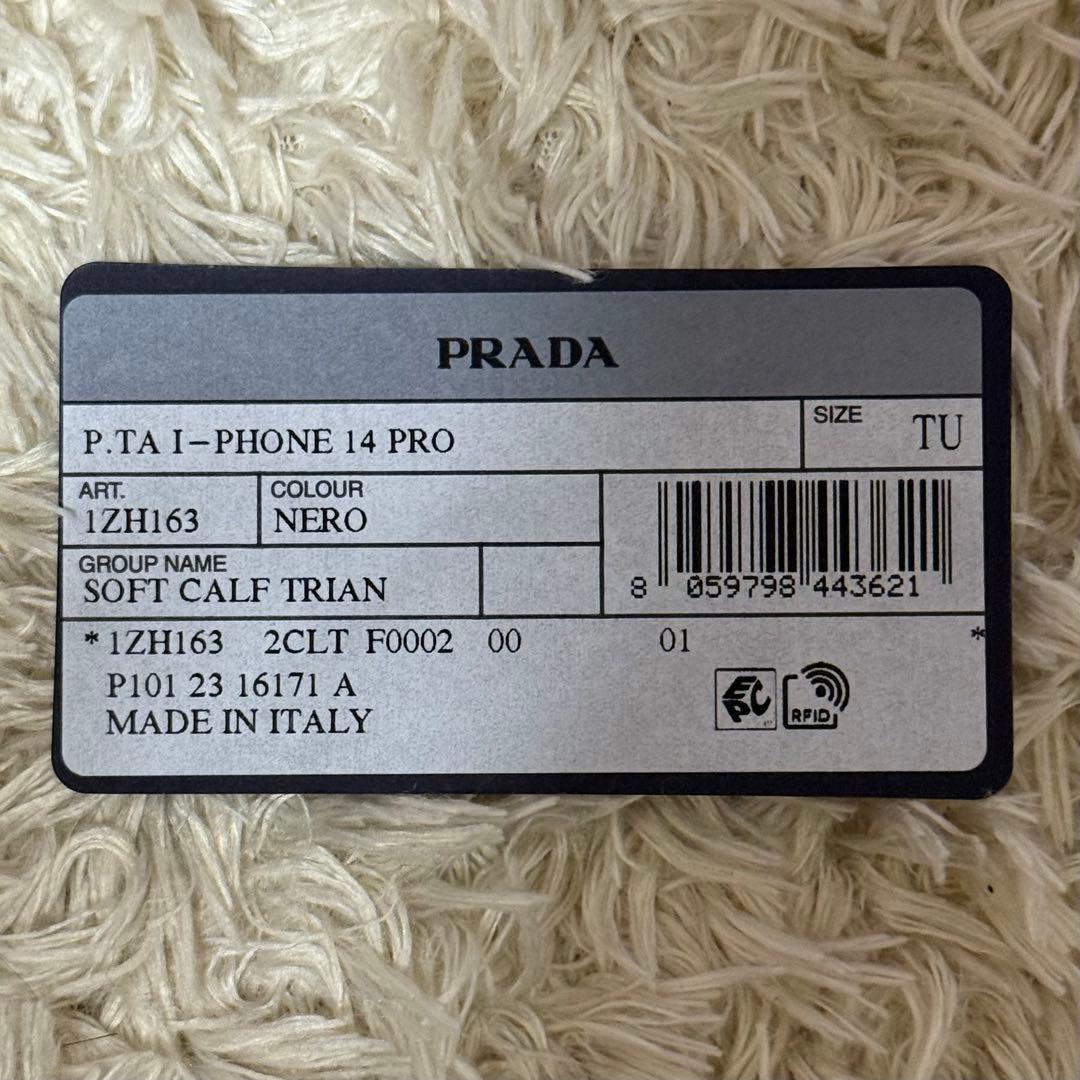 PRADA
P.TA I-PHONE 14 PRO
SIZE
TU
ART.
1ZH163
COLOUR
NERO
GROUP NAME
SOFT CALF TRIAN
8 059798 443621
* 1ZH163 2CLT F0002 00 01 *
P101 23 16171 A
MADE IN ITALY
EPC
RFID